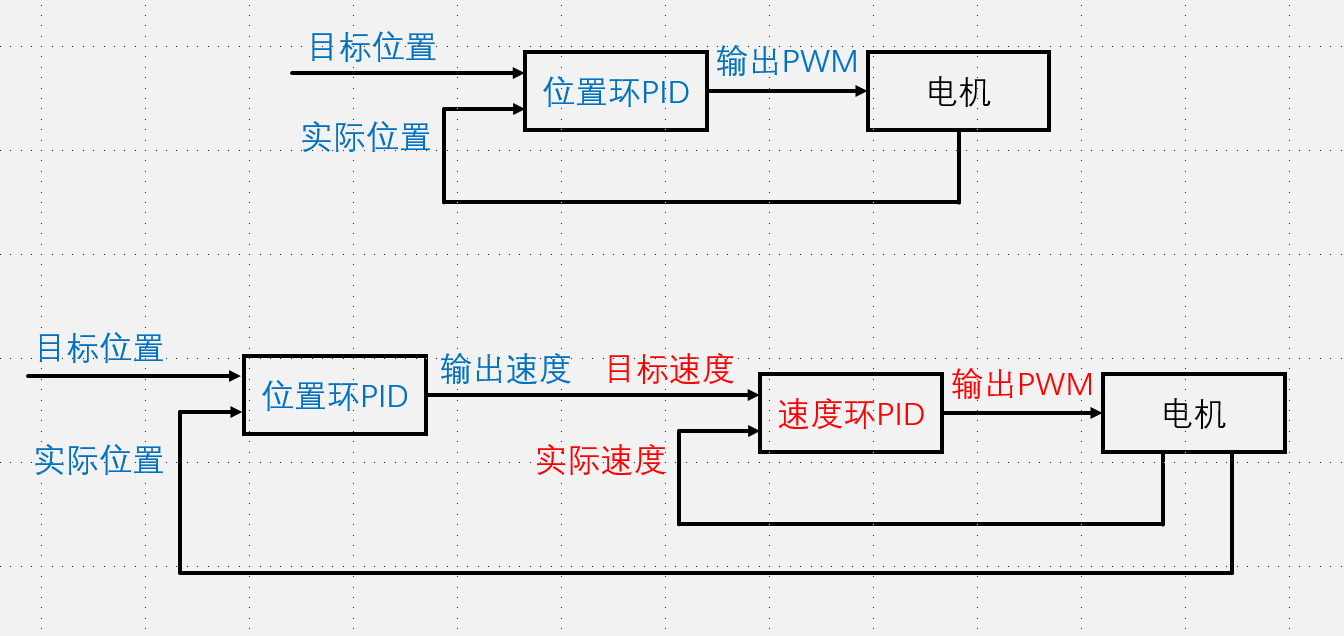 目标位置
位置环PID
输出PWM
电机
实际位置
目标位置
位置环PID
输出速度
目标速度
速度环PID
输出PWM
电机
实际位置
实际速度